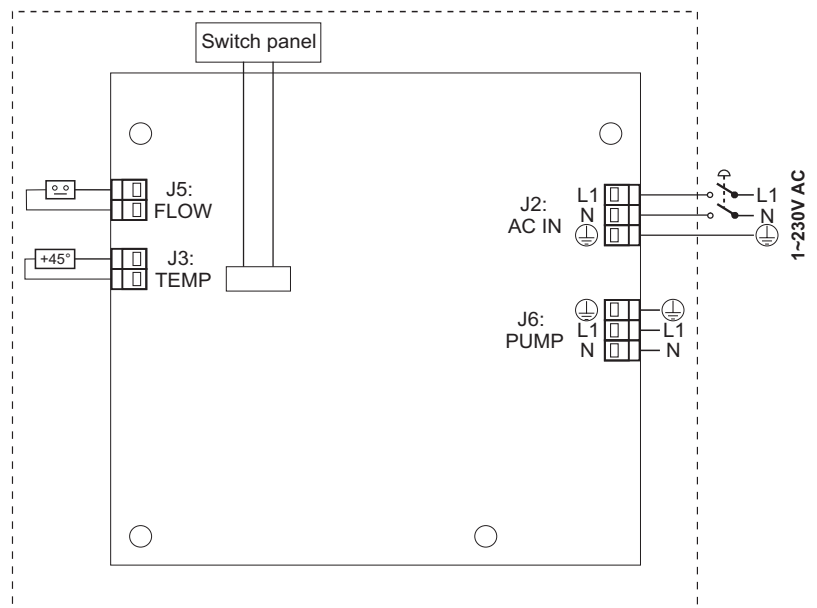 Switch panel
J5:
FLOW
+45°
J3:
TEMP
J2:
AC IN
L1
N
L1
N
1~230V AC
J6:
PUMP
L1
N
L1
N